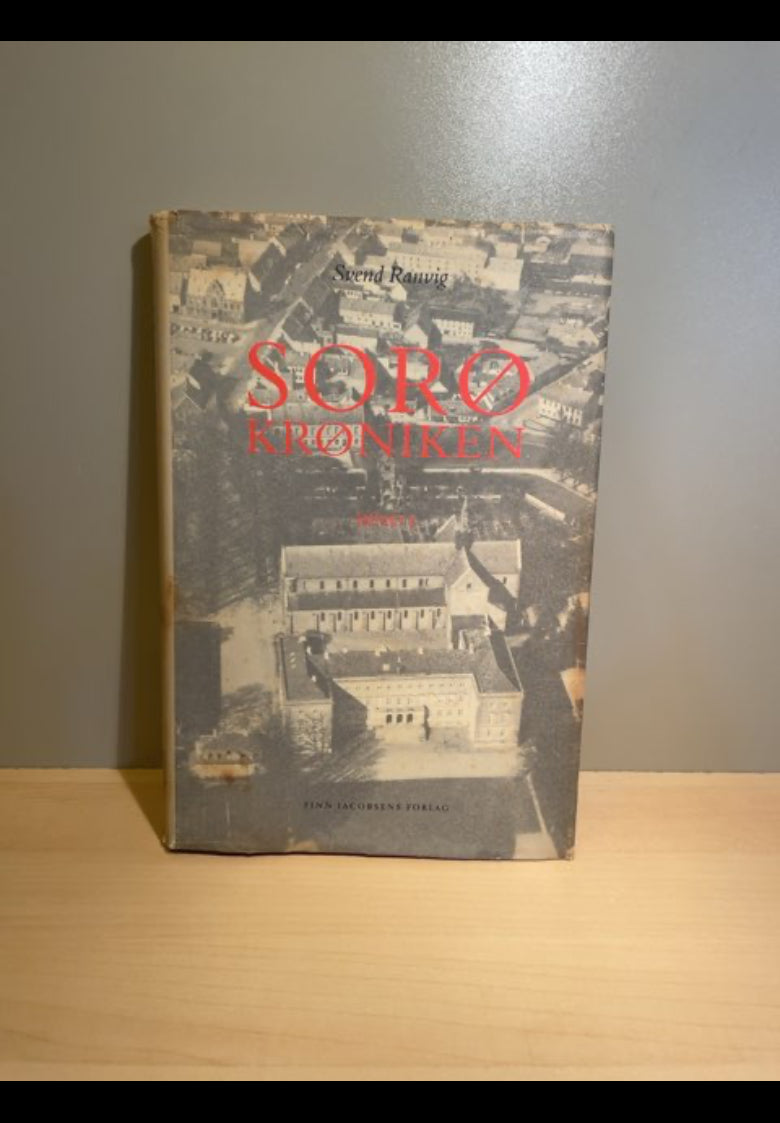 Svend Ranvig
SORØ
KRØNIKEN
FINN JACOBSENS FORLAG